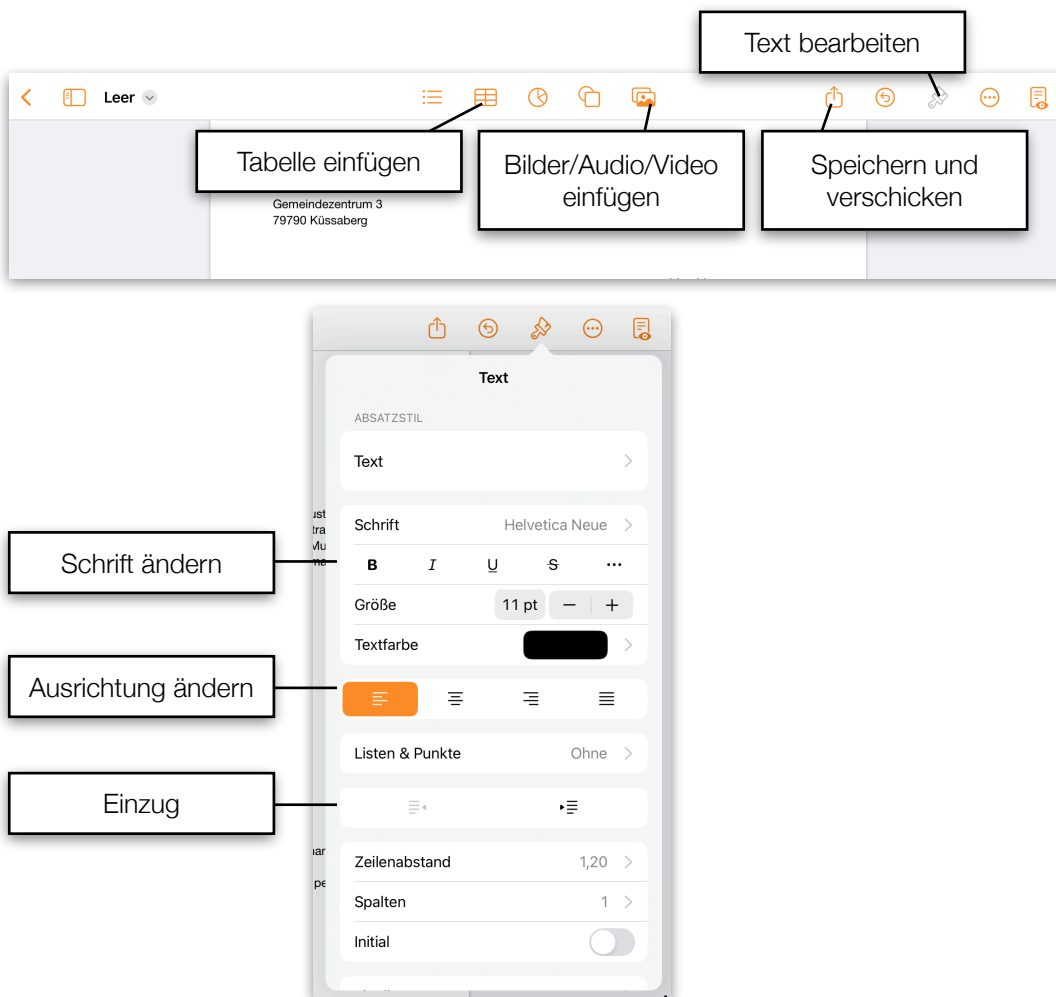 Text bearbeiten
Leer
Tabelle einfügen
Bilder/Audio/Video
einfügen
Speichern und
verschicken
Gemeindezentrum 3
79790 Küssaberg
Text
ABSATZSTIL
Text
Schrift Helvetica Neue
Schrift ändern
B I U S ...
Größe 11 pt − +
Textfarbe
Ausrichtung ändern
Listen & Punkte Ohne
Einzug
Zeilenabstand 1,20
Spalten 1
Initial